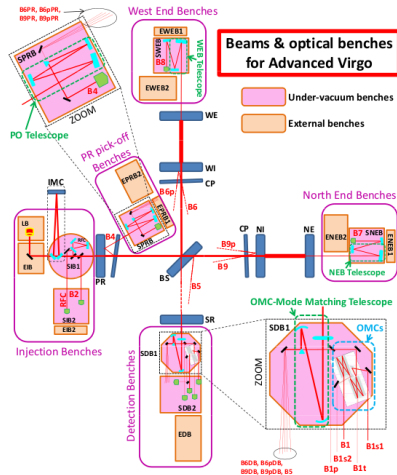 B6PR, B6pPR,
B9PR, B9pPR
SPRB
B4
PO Telescope
ZOOM
West End Benches
EWEB1
SWEB
B8
WEB Telescope
EWEB2
Beams & optical benches
for Advanced Virgo
Under-vacuum benches
External benches
WE
PR pick-off
Benches
EPRB2
EPRB1
SPRB
WI
CP
B6p
B6
IMC
LB
EIB
RFC
SIB1
RFC
B2
SIB2
EIB2
Injection Benches
B4
PR
BS
B5
B9p
B9
CP
NI
NE
North End Benches
ENEB2
B7
SNEB
ENEB1
NEB Telescope
OMC-Mode Matching Telescope
SR
SDB1
SDB2
EDB
Detection Benches
ZOOM
SDB1
OMCs
B6DB, B6pDB,
B9DB, B9pDB, B5
B1p
B1s2
B1
B1t
B1s1